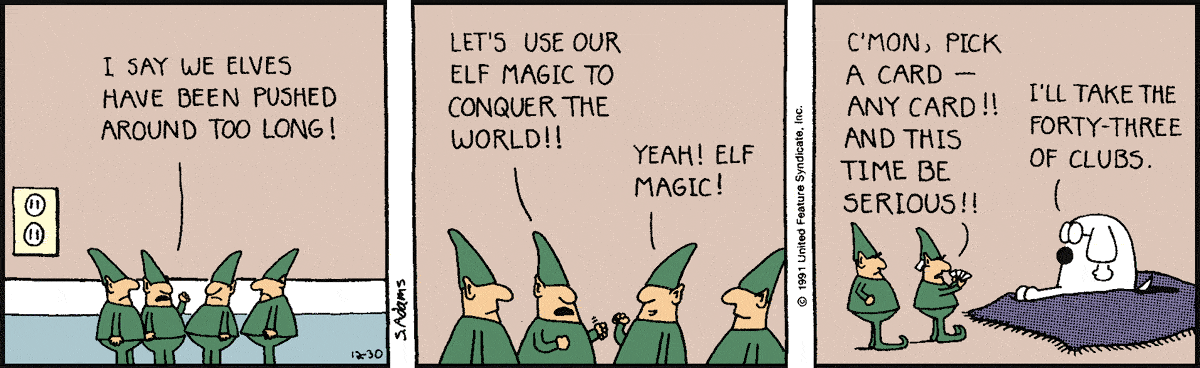 I SAY WE ELVES
HAVE BEEN PUSHED
AROUND TOO LONG!
12-30
S. Adams
LET'S USE OUR
ELF MAGIC TO
CONQUER THE
WORLD!!
YEAH! ELF
MAGIC!
© 1991 United Feature Syndicate, Inc.
C'MON, PICK
A CARD —
ANY CARD!!
AND THIS
TIME BE
SERIOUS!!
I'LL TAKE THE
FORTY-THREE
OF CLUBS.